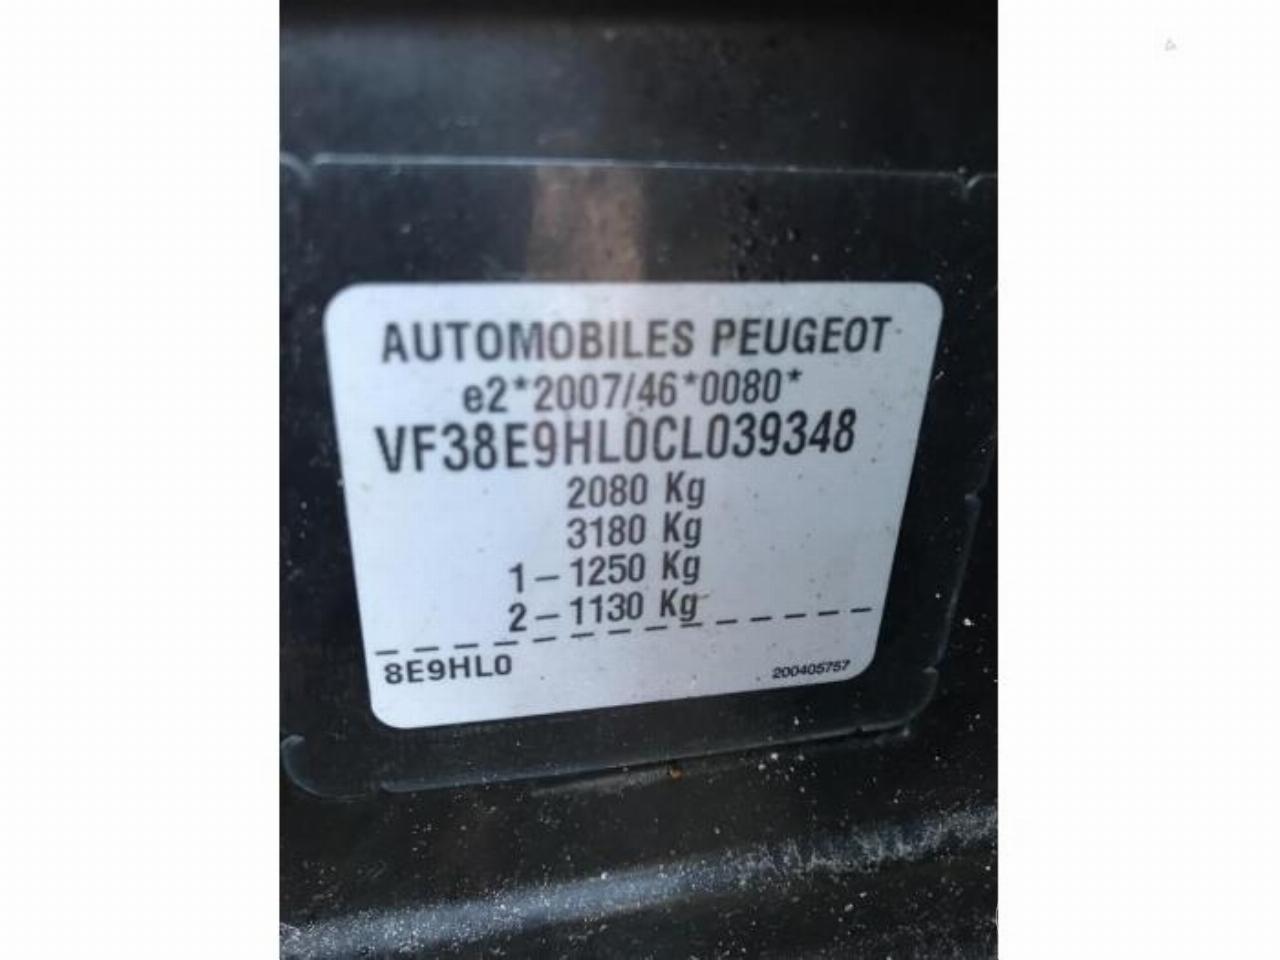 AUTOMOBILES PEUGEOT
e2*2007/46*0080*
VF38E9HL0CL039348
2080 Kg
3180 Kg
1-1250 Kg
2-1130 Kg
8E9HL0
200405757